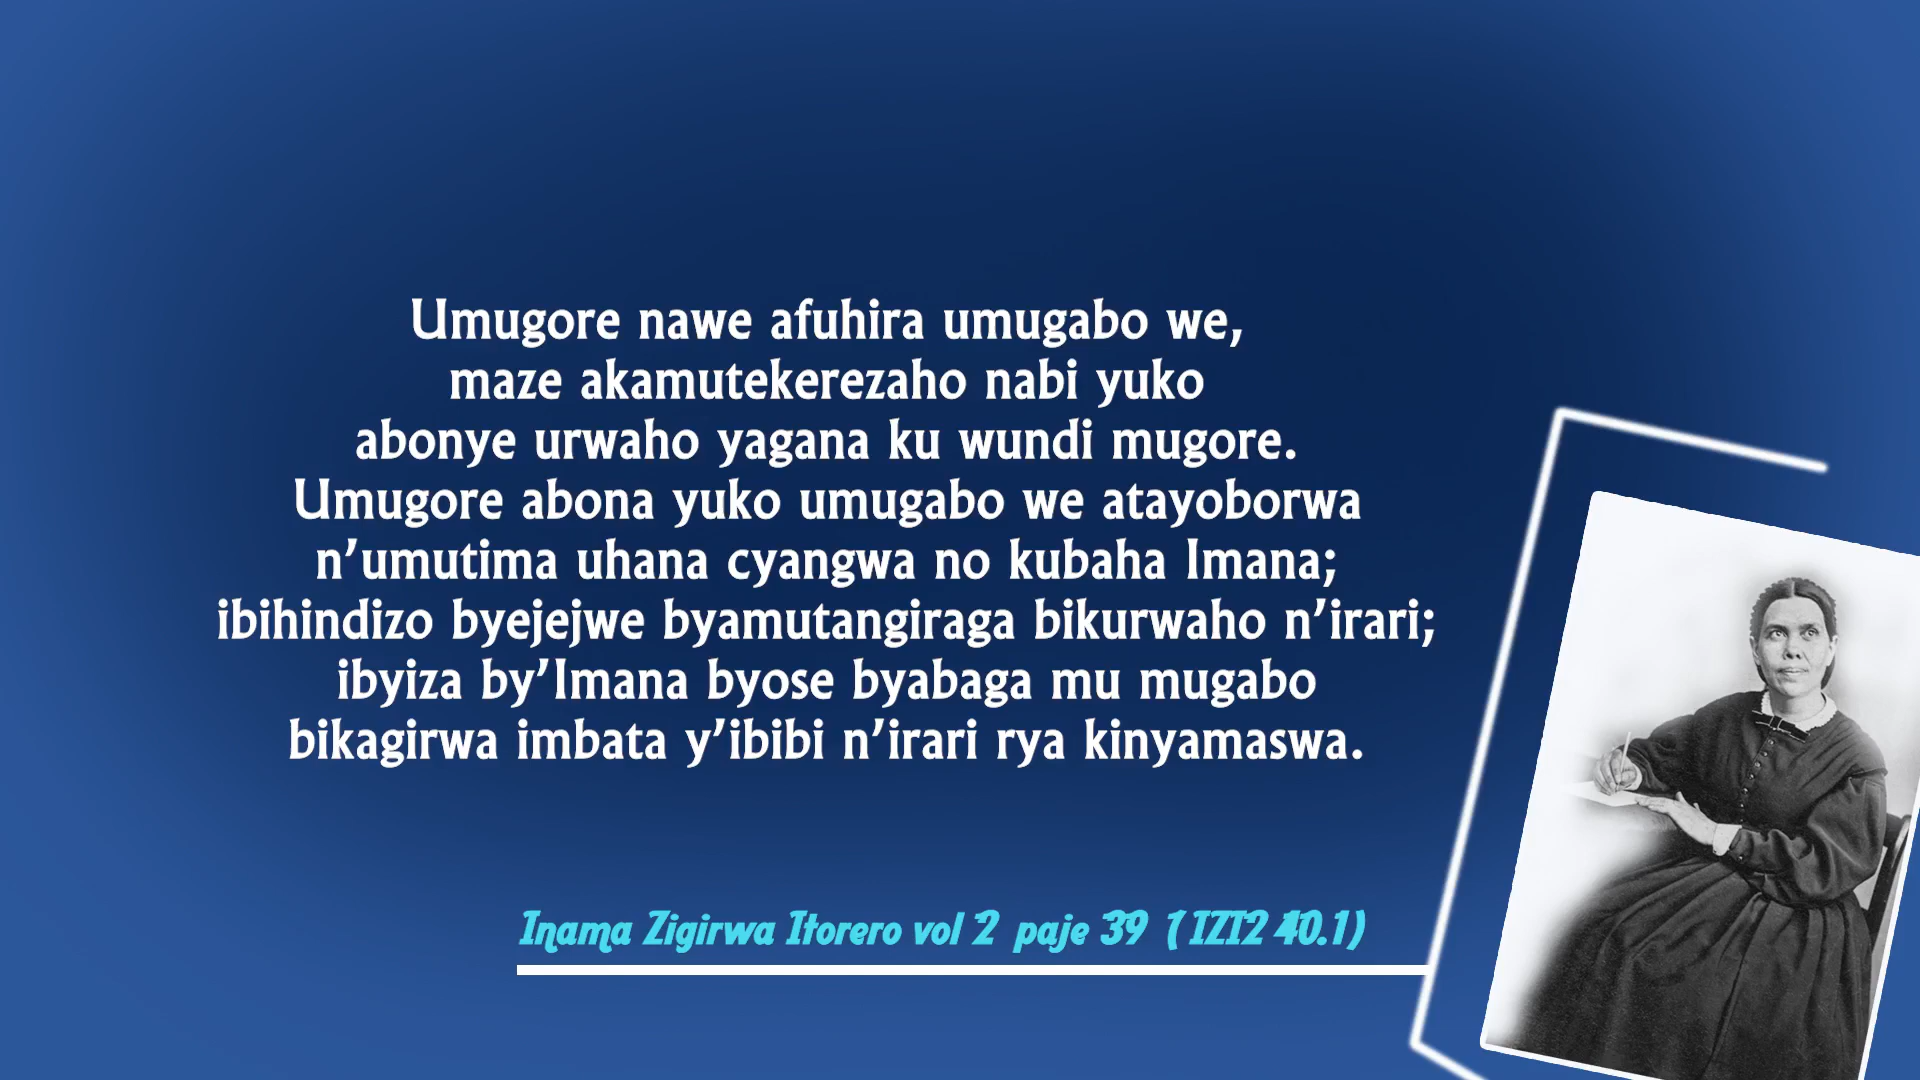 Umugore nawe afuhira umugabo we,
maze akamutekerezaho nabi yuko
abonye urwaho yagana ku wundi mugore.
Umugore abona yuko umugabo we atayoborwa
n’umutima uhana cyangwa no kubaha Imana;
ibihindizo byejejwe byamutangiraga bikurwaho n’irari;
ibyiza by’Imana byose byabaga mu mugabo
bikagirwa imbata y’ibibi n’irari rya kinyamaswa.
Inama Zigirwa Itorero vol 2 paje 39 ( IZI2 40.1)